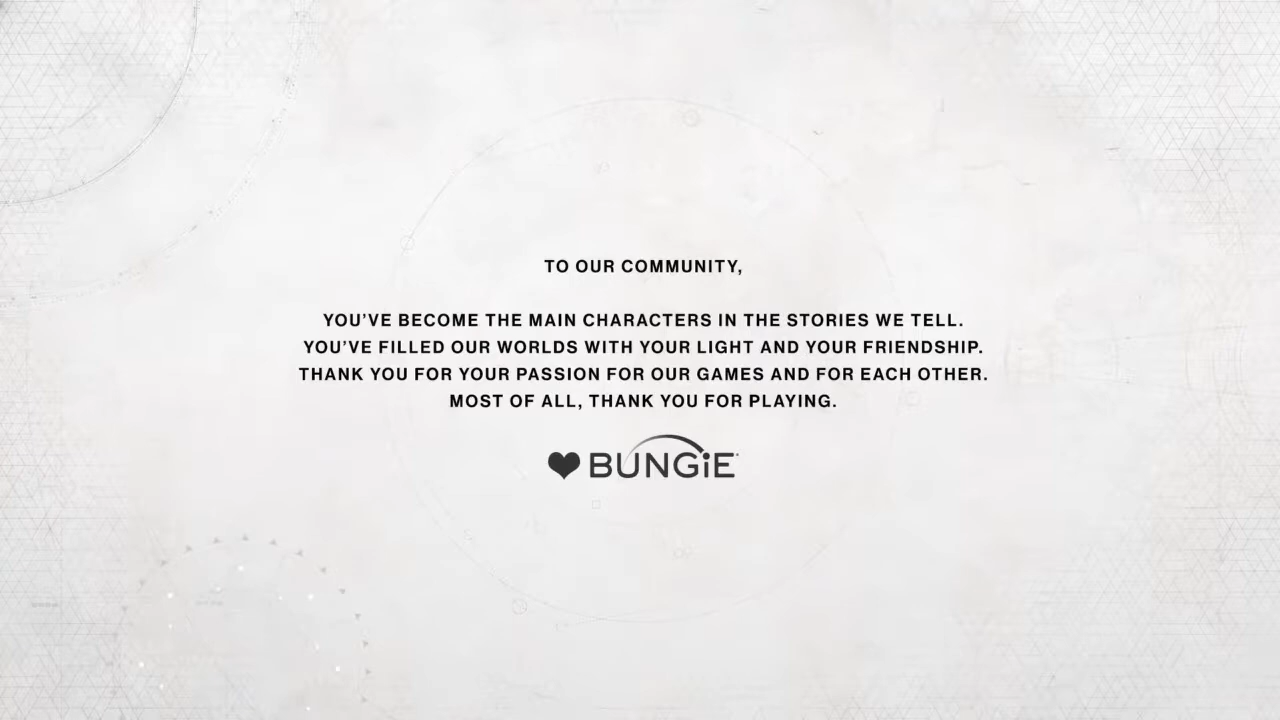 TO OUR COMMUNITY,
YOU'VE BECOME THE MAIN CHARACTERS IN THE STORIES WE TELL.
YOU'VE FILLED OUR WORLDS WITH YOUR LIGHT AND YOUR FRIENDSHIP.
THANK YOU FOR YOUR PASSION FOR OUR GAMES AND FOR EACH OTHER.
MOST OF ALL, THANK YOU FOR PLAYING.
BUNGiE